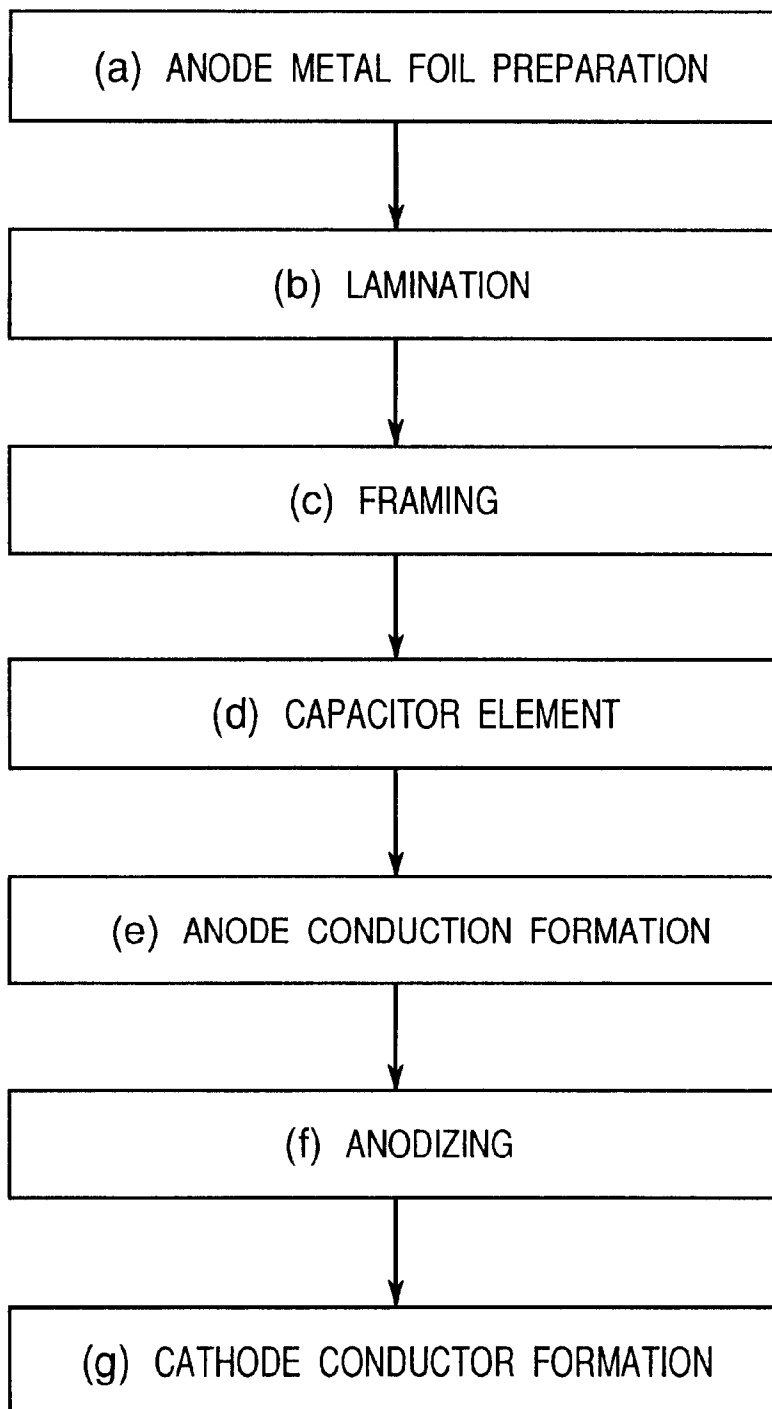 (a) ANODE METAL FOIL PREPARATION
(b) LAMINATION
(c) FRAMING
(d) CAPACITOR ELEMENT
(e) ANODE CONDUCTION FORMATION
(f) ANODIZING
(g) CATHODE CONDUCTOR FORMATION